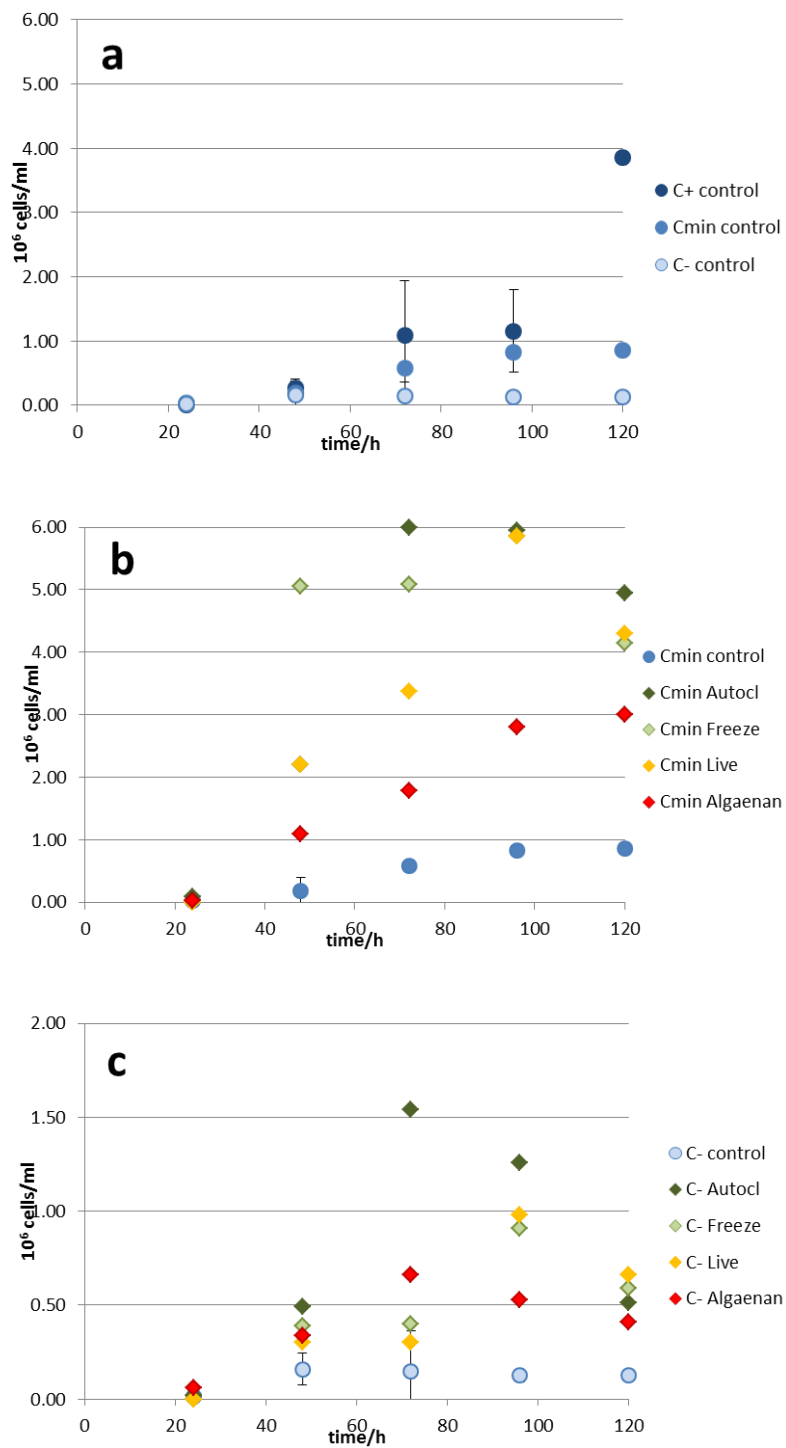 a
6.00
5.00
4.00
3.00
2.00
1.00
0.00
10⁶ cells/ml
0 20 40 60 80 100 120
time/h
C+ control
Cmin control
C- control
b
6.00
5.00
4.00
3.00
2.00
1.00
0.00
10⁶ cells/ml
0 20 40 60 80 100 120
time/h
Cmin control
Cmin Autocl
Cmin Freeze
Cmin Live
Cmin Algaenan
c
2.00
1.50
1.00
0.50
0.00
10⁶ cells/ml
0 20 40 60 80 100 120
time/h
C- control
C- Autocl
C- Freeze
C- Live
C- Algaenan